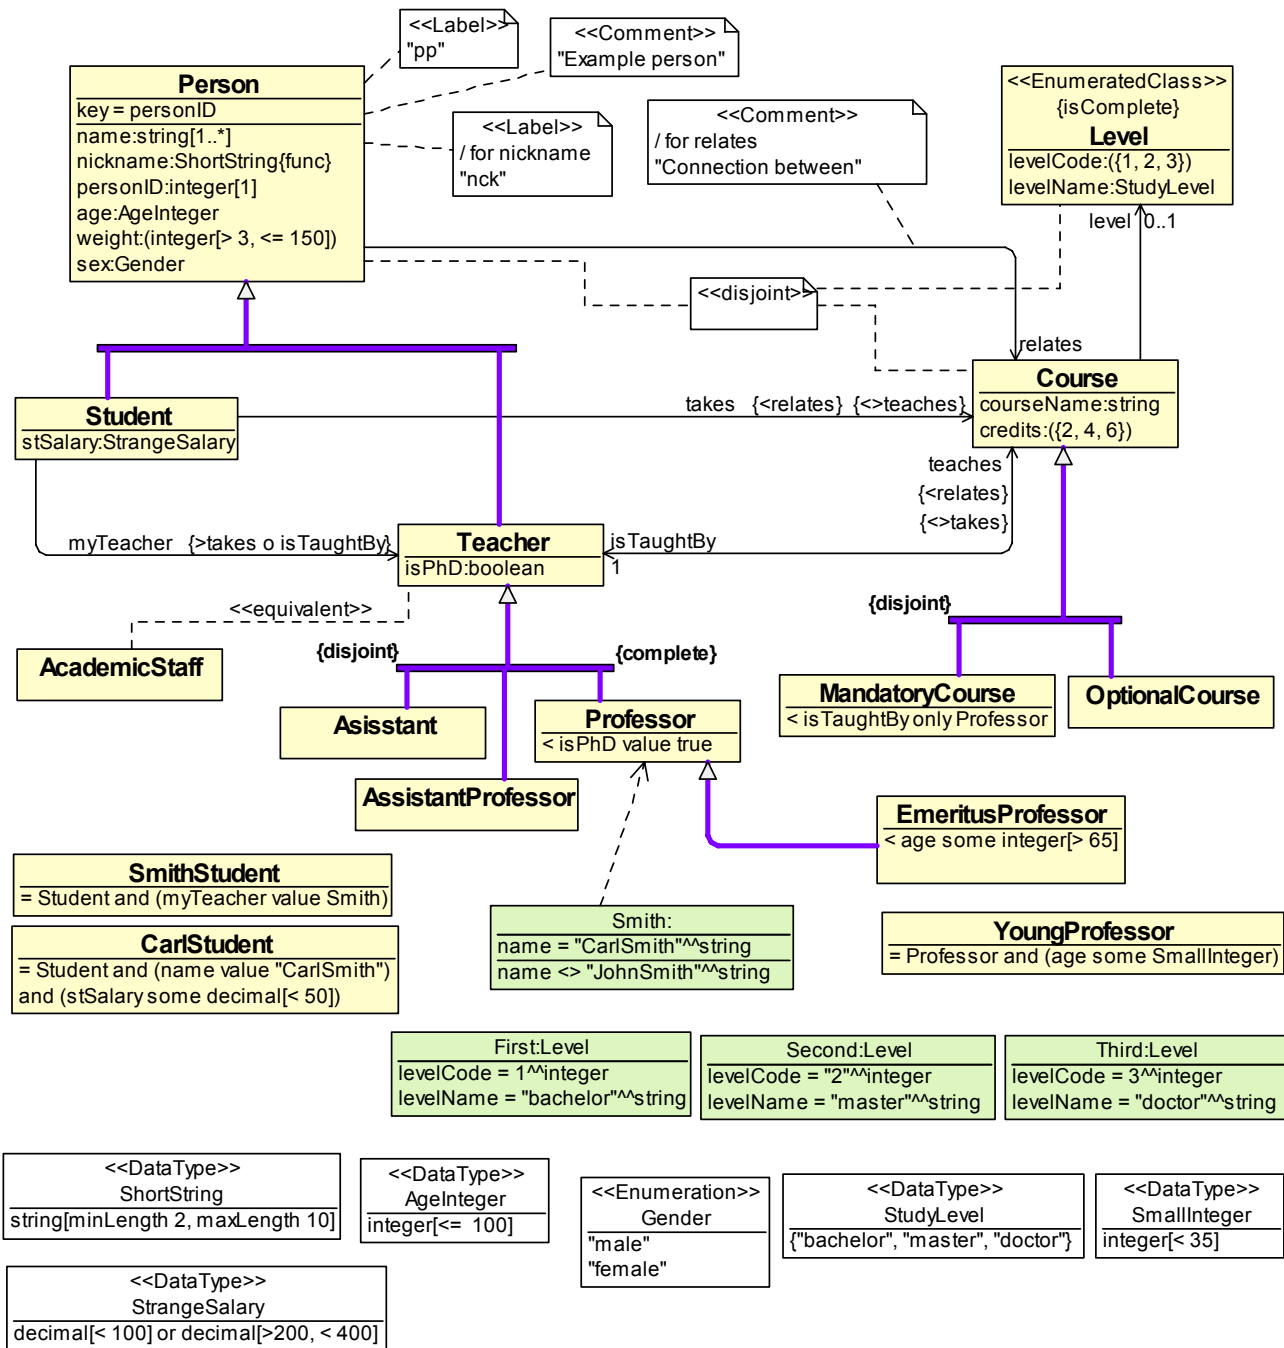 <<Label>>
"pp"
<<Comment>>
"Example person"
Person
key = personID
name:string[1..*]
nickname:ShortString{func}
personID:integer[1]
age:AgeInteger
weight:(integer[> 3, <= 150])
sex:Gender
<<Label>>
/ for nickname
"nck"
<<Comment>>
/ for relates
"Connection between"
<<EnumeratedClass>>
{isComplete}
Level
levelCode:({1, 2, 3})
levelName:StudyLevel
level 0..1
<<disjoint>>
relates
Student
stSalary:StrangeSalary
takes {<relates} {<>teaches}
Course
courseName:string
credits:({2, 4, 6})
teaches
{<relates}
{<>takes}
myTeacher {>takes o isTaughtBy}
Teacher
isPhD:boolean
isTaughtBy
1
<<equivalent>>
AcademicStaff
{disjoint}
{complete}
{disjoint}
Asisstant
Professor
< isPhD value true
MandatoryCourse
< isTaughtBy only Professor
OptionalCourse
AssistantProfessor
EmeritusProfessor
< age some integer[> 65]
SmithStudent
= Student and (myTeacher value Smith)
CarlStudent
= Student and (name value "CarlSmith")
and (stSalary some decimal[< 50])
Smith:
name = "CarlSmith"^^string
name <> "JohnSmith"^^string
YoungProfessor
= Professor and (age some SmallInteger)
First:Level
levelCode = 1^^integer
levelName = "bachelor"^^string
Second:Level
levelCode = "2"^^integer
levelName = "master"^^string
Third:Level
levelCode = 3^^integer
levelName = "doctor"^^string
<<DataType>>
ShortString
string[minLength 2, maxLength 10]
<<DataType>>
AgeInteger
integer[<= 100]
<<Enumeration>>
Gender
"male"
"female"
<<DataType>>
StudyLevel
{"bachelor", "master", "doctor"}
<<DataType>>
SmallInteger
integer[< 35]
<<DataType>>
StrangeSalary
decimal[< 100] or decimal[>200, < 400]